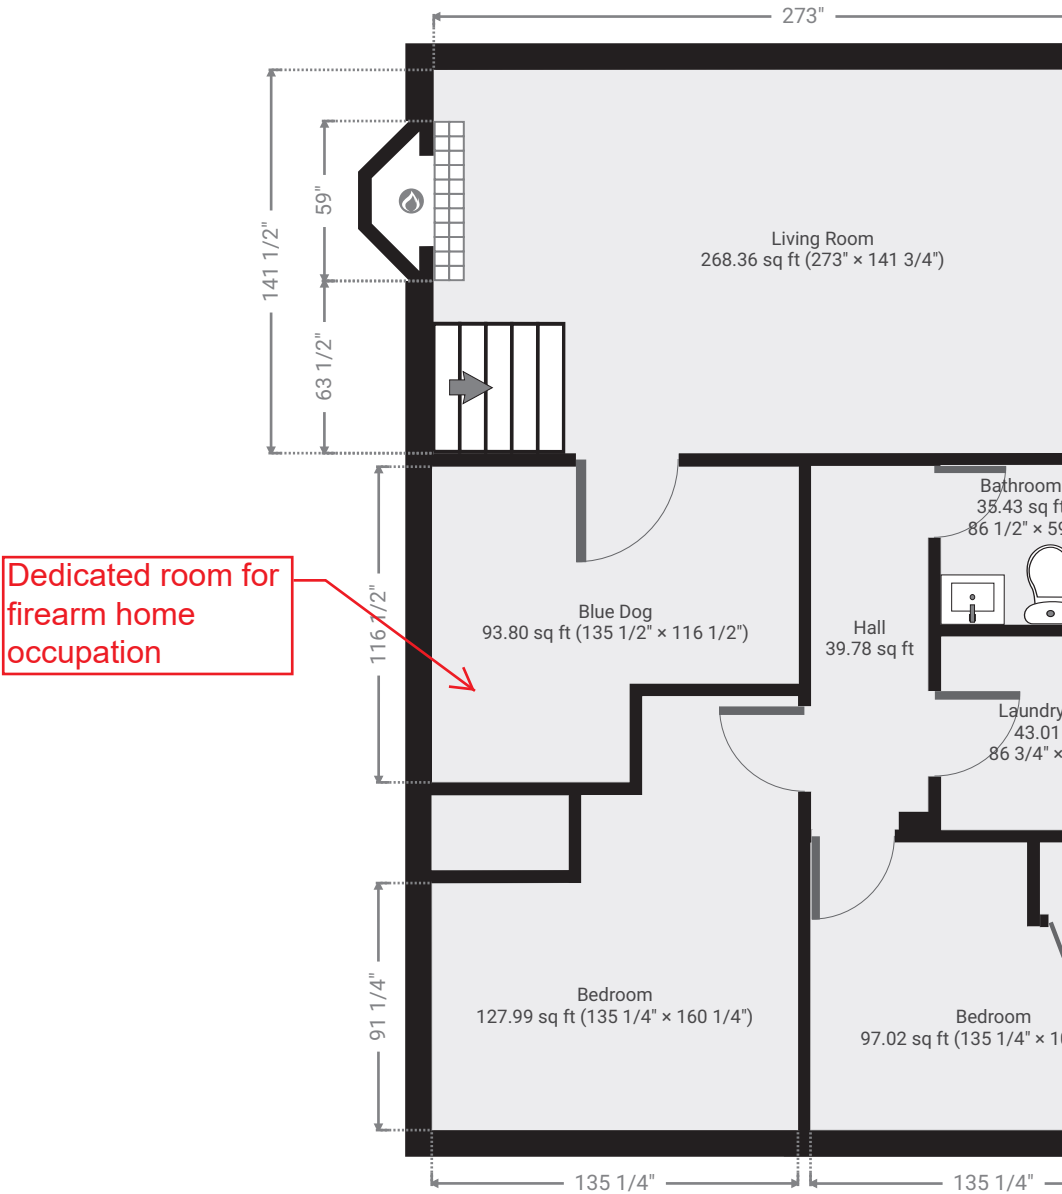 273"
59"
141 1/2"
63 1/2"
Living Room
268.36 sq ft (273" × 141 3/4")
Bathroom
35.43 sq ft
86 1/2" × 59
Dedicated room for
firearm home
occupation
116 1/2"
Blue Dog
93.80 sq ft (135 1/2" × 116 1/2")
Hall
39.78 sq ft
Laundry
43.01
86 3/4" ×
91 1/4"
Bedroom
127.99 sq ft (135 1/4" × 160 1/4")
Bedroom
97.02 sq ft (135 1/4" ×
135 1/4"
135 1/4"